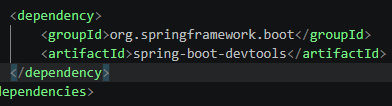 <dependency>
<groupId>org.springframework.boot</groupId>
<artifactId>spring-boot-devtools</artifactId>
</dependency>
dependencies>